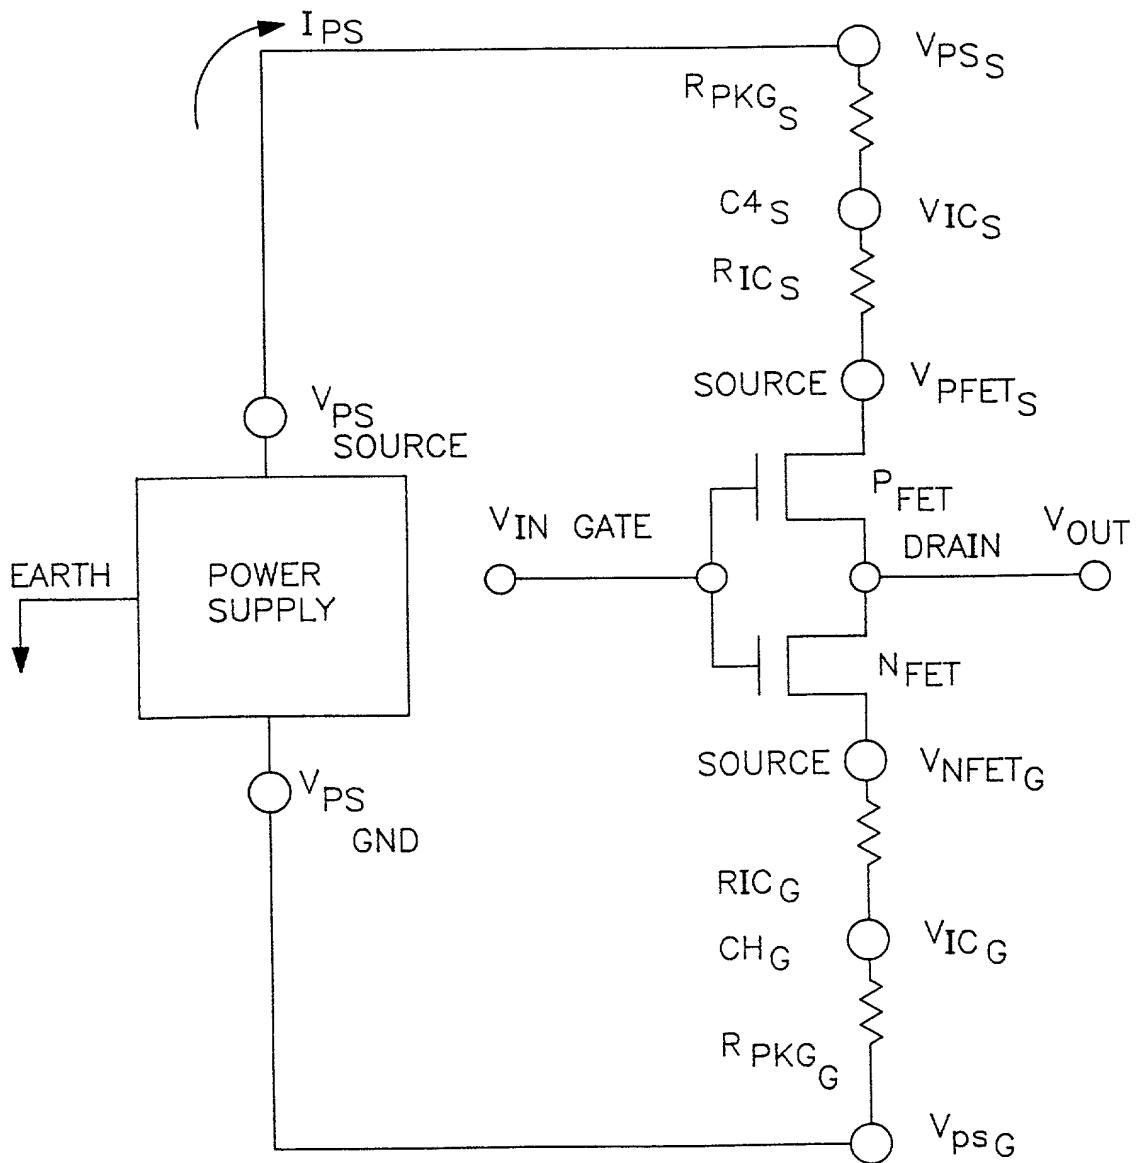 IPS
VPSS
RPKGS
C4S
VICS
RICS
SOURCE
VPFETS
VPS
SOURCE
PFET
VIN GATE
VOUT
DRAIN
EARTH
POWER
SUPPLY
NFET
SOURCE
VNFETG
VPS
GND
RICG
CHG
VICG
RPKGG
VpsG